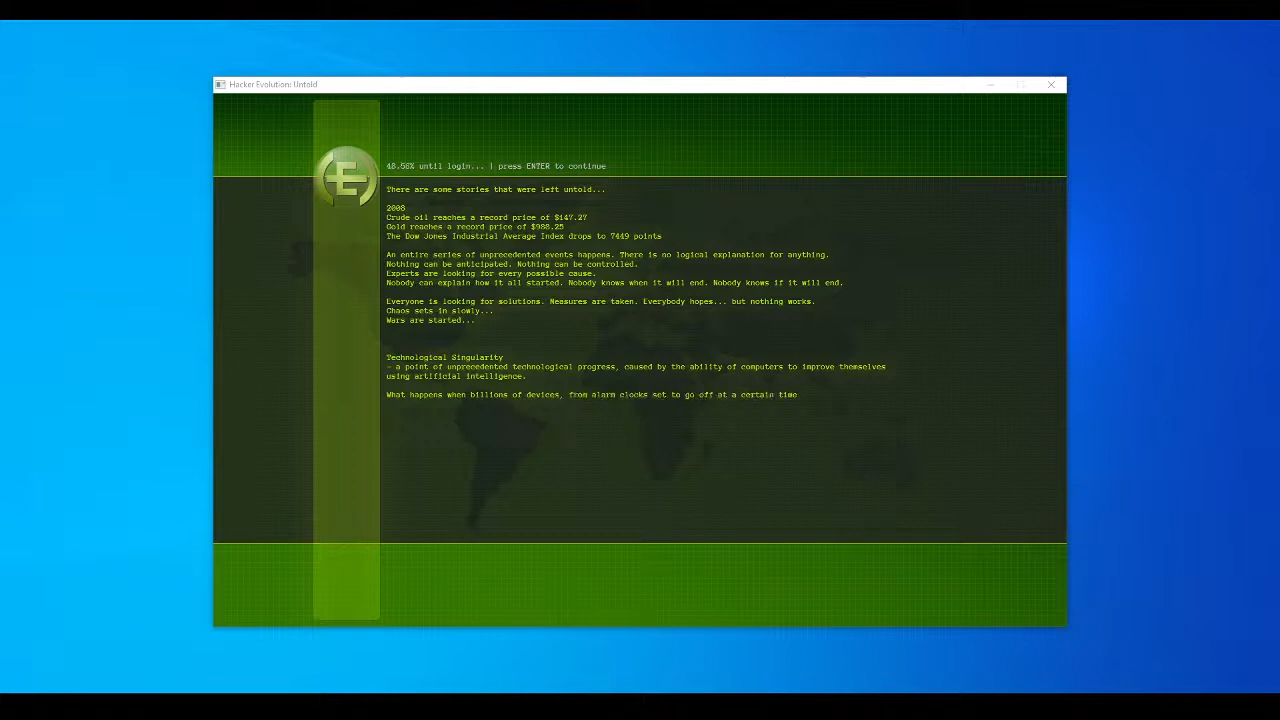 Hacker Evolution: Untold
48.56% until login... | press ENTER to continue
There are some stories that were left untold...
2008
Crude oil reaches a record price of $147.27
Gold reaches a record price of $988.25
The Dow Jones Industrial Average Index drops to 7449 points
An entire series of unprecedented events happens. There is no logical explanation for anything.
Nothing can be anticipated. Nothing can be controlled.
Experts are looking for every possible cause.
Nobody can explain how it all started. Nobody knows when it will end. Nobody knows if it will end.
Everyone is looking for solutions. Measures are taken. Everybody hopes... but nothing works.
Chaos sets in slowly...
Wars are started...
Technological Singularity
- a point of unprecedented technological progress, caused by the ability of computers to improve themselves
using artificial intelligence.
What happens when billions of devices, from alarm clocks set to go off at a certain time